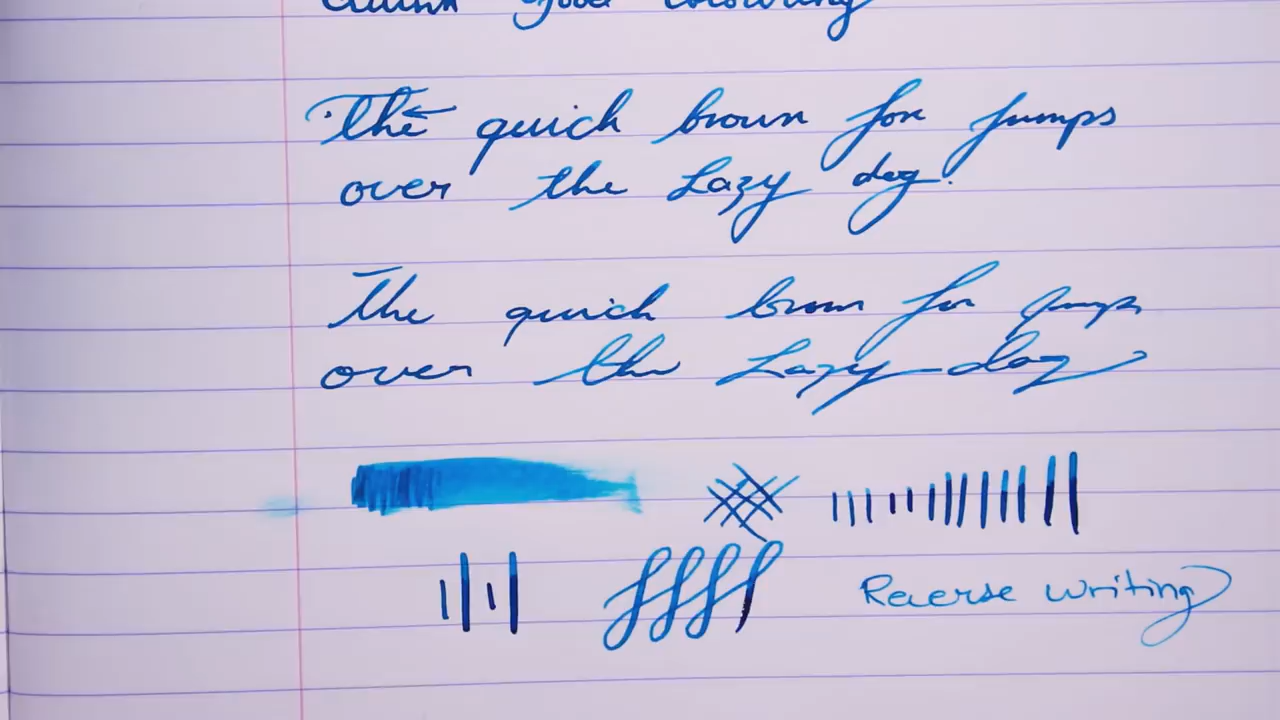 The quick brown fox jumps
over the Lazy dog.
The quick brown fox jumps
over the Lazy dog
Reverse writing